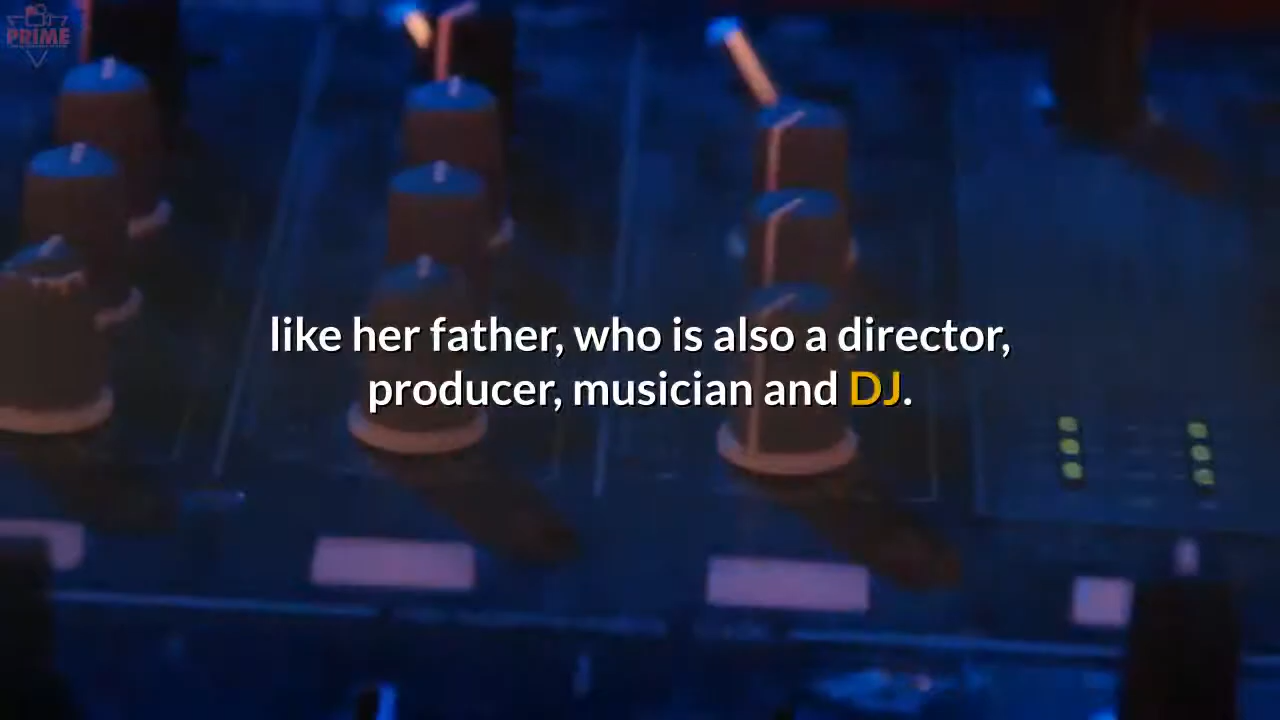 PRIME
like her father, who is also a director,
producer, musician and DJ.